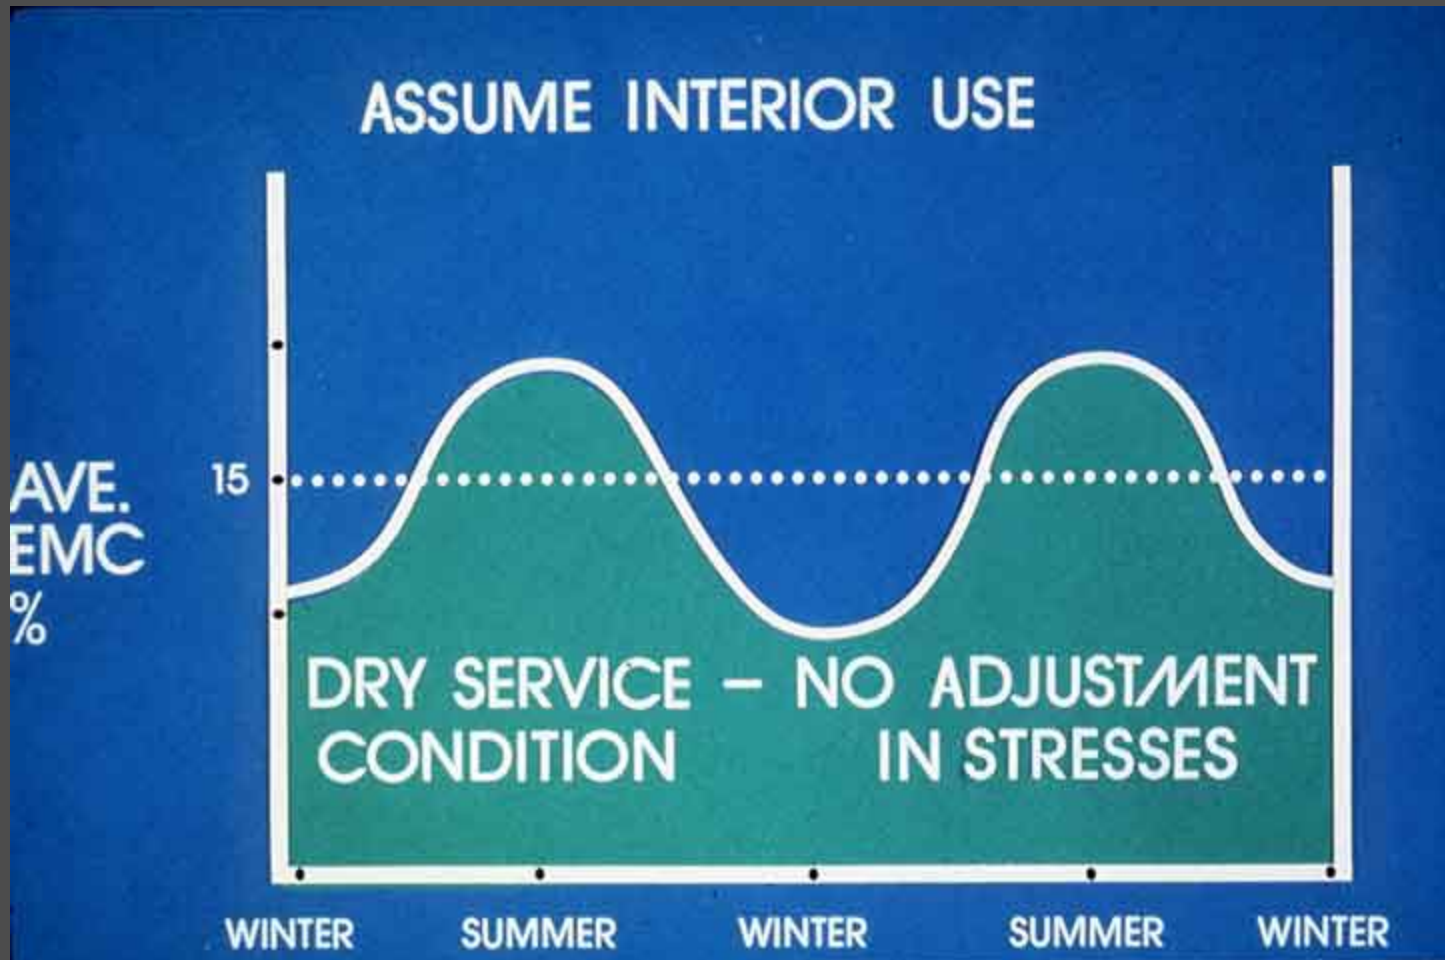 ASSUME INTERIOR USE
15
AVE.
EMC
%
DRY SERVICE – NO ADJUSTMENT
CONDITION IN STRESSES
WINTER SUMMER WINTER SUMMER WINTER